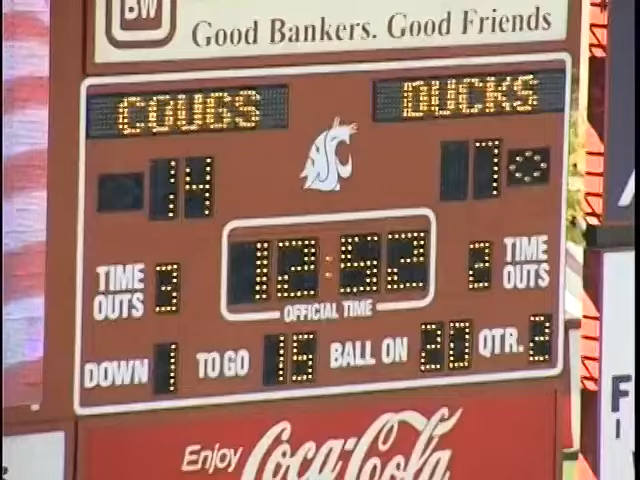 BW
Good Bankers. Good Friends
COUGS DUCKS
14 7
12:52
TIME OUTS 3
2 TIME OUTS
OFFICIAL TIME
DOWN 1 TO GO 15 BALL ON 20 QTR. 2
Enjoy Coca-Cola